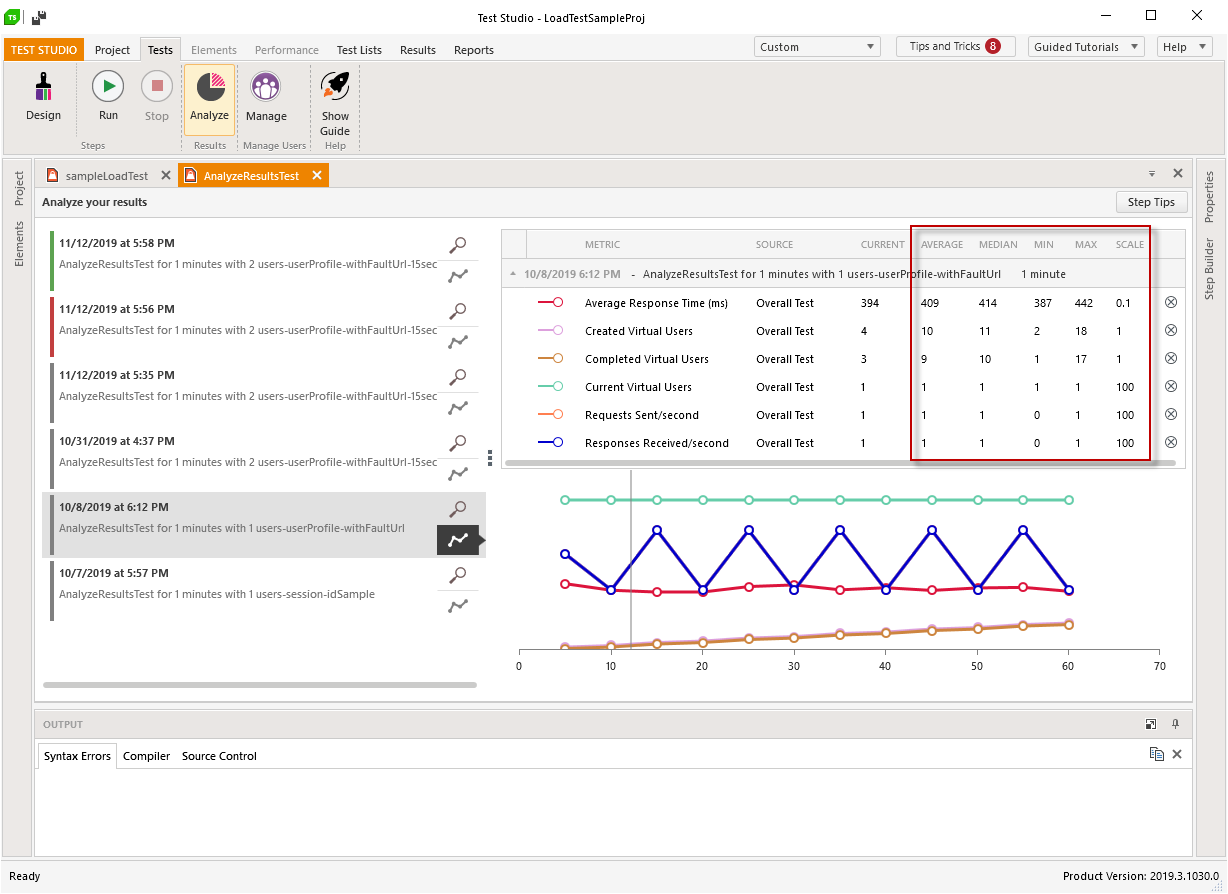 TS
Test Studio - LoadTestSampleProj
TEST STUDIO Project Tests Elements Performance Test Lists Results Reports Custom Tips and Tricks 8 Guided Tutorials Help
Design Run Stop Analyze Manage Show Guide
Steps Results Manage Users Help
Project
Elements
sampleLoadTest AnalyzeResultsTest
Analyze your results Step Tips
11/12/2019 at 5:58 PM
AnalyzeResultsTest for 1 minutes with 2 users-userProfile-withFaultUrl-15sec
11/12/2019 at 5:56 PM
AnalyzeResultsTest for 1 minutes with 2 users-userProfile-withFaultUrl-15sec
11/12/2019 at 5:35 PM
AnalyzeResultsTest for 1 minutes with 2 users-userProfile-withFaultUrl-15sec
10/31/2019 at 4:37 PM
AnalyzeResultsTest for 1 minutes with 2 users-userProfile-withFaultUrl-15sec
10/8/2019 at 6:12 PM
AnalyzeResultsTest for 1 minutes with 1 users-userProfile-withFaultUrl
10/7/2019 at 5:57 PM
AnalyzeResultsTest for 1 minutes with 1 users-session-idSample
METRIC SOURCE CURRENT AVERAGE MEDIAN MIN MAX SCALE
10/8/2019 6:12 PM - AnalyzeResultsTest for 1 minutes with 1 users-userProfile-withFaultUrl 1 minute
Average Response Time (ms) Overall Test 394 409 414 387 442 0.1
Created Virtual Users Overall Test 4 10 11 2 18 1
Completed Virtual Users Overall Test 3 9 10 1 17 1
Current Virtual Users Overall Test 1 1 1 1 1 100
Requests Sent/second Overall Test 1 1 1 0 1 100
Responses Received/second Overall Test 1 1 1 0 1 100
0 10 20 30 40 50 60 70
Properties
Step Builder
OUTPUT
Syntax Errors Compiler Source Control
Ready Product Version: 2019.3.1030.0